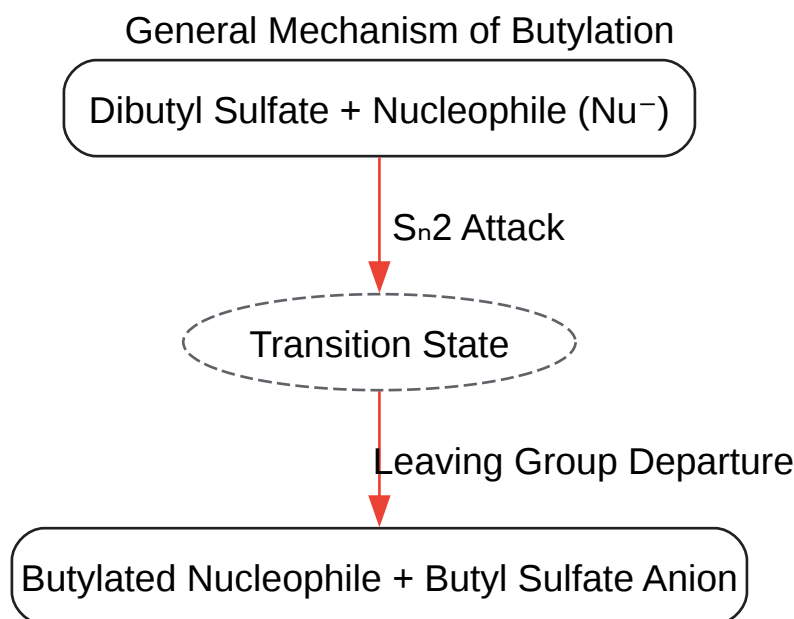 General Mechanism of Butylation
Dibutyl Sulfate + Nucleophile (Nu⁻)
Sₙ2 Attack
Transition State
Leaving Group Departure
Butylated Nucleophile + Butyl Sulfate Anion